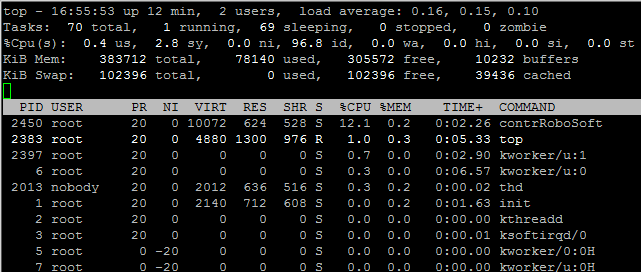 top - 16:55:53 up 12 min,  2 users,  load average: 0.16, 0.15, 0.10
Tasks:  70 total,   1 running,  69 sleeping,   0 stopped,   0 zombie
%Cpu(s):  0.4 us,  2.8 sy,  0.0 ni, 96.8 id,  0.0 wa,  0.0 hi,  0.0 si,  0.0 st
KiB Mem:    383712 total,    78140 used,   305572 free,    10232 buffers
KiB Swap:   102396 total,        0 used,   102396 free,    39436 cached
PID USER      PR  NI  VIRT  RES  SHR S  %CPU %MEM    TIME+  COMMAND
2450 root      20   0 10072  624  528 S  12.1  0.2   0:02.26 contrRoboSoft
2383 root      20   0  4880 1300  976 R   1.0  0.3   0:05.33 top
2397 root      20   0     0    0    0 S   0.7  0.0   0:02.90 kworker/u:1
6 root      20   0     0    0    0 S   0.3  0.0   0:06.57 kworker/u:0
2013 nobody    20   0  2012  636  516 S   0.3  0.2   0:00.02 thd
1 root      20   0  2140  712  608 S   0.0  0.2   0:01.63 init
2 root      20   0     0    0    0 S   0.0  0.0   0:00.00 kthreadd
3 root      20   0     0    0    0 S   0.0  0.0   0:00.01 ksoftirqd/0
5 root       0 -20     0    0    0 S   0.0  0.0   0:00.00 kworker/0:0H
7 root       0 -20     0    0    0 S   0.0  0.0   0:00.00 kworker/u:0H